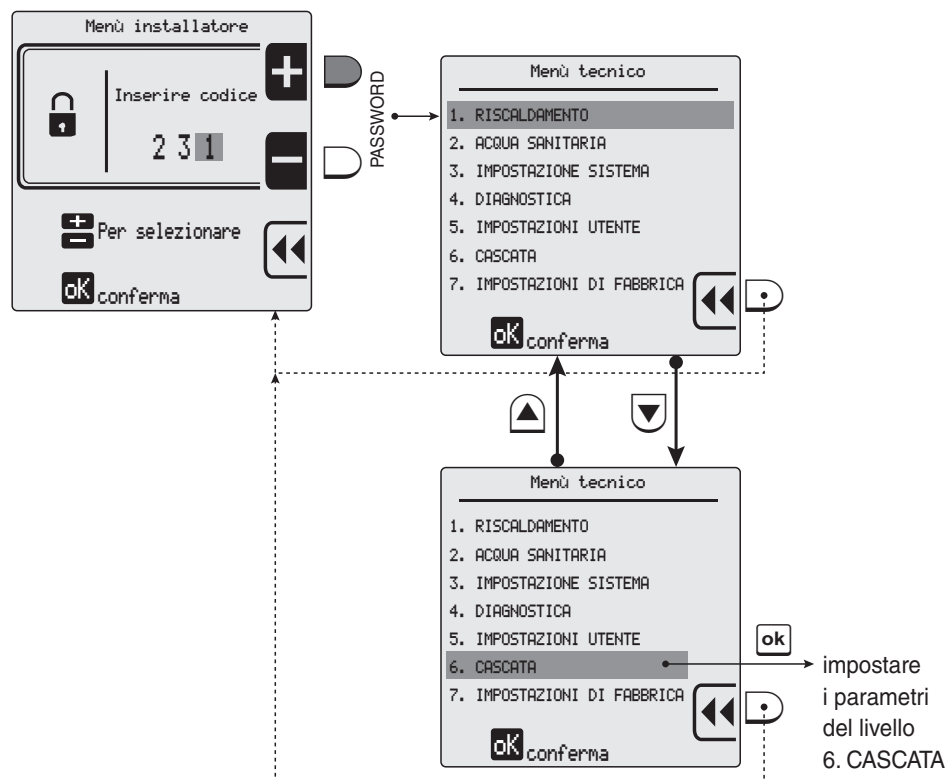 Menù installatore
Inserire codice
2 3 1
+
−
Per selezionare
oK conferma
PASSWORD
Menù tecnico
1. RISCALDAMENTO
2. ACQUA SANITARIA
3. IMPOSTAZIONE SISTEMA
4. DIAGNOSTICA
5. IMPOSTAZIONI UTENTE
6. CASCATA
7. IMPOSTAZIONI DI FABBRICA
oK conferma
Menù tecnico
1. RISCALDAMENTO
2. ACQUA SANITARIA
3. IMPOSTAZIONE SISTEMA
4. DIAGNOSTICA
5. IMPOSTAZIONI UTENTE
6. CASCATA
7. IMPOSTAZIONI DI FABBRICA
oK conferma
ok
impostare
i parametri
del livello
6. CASCATA